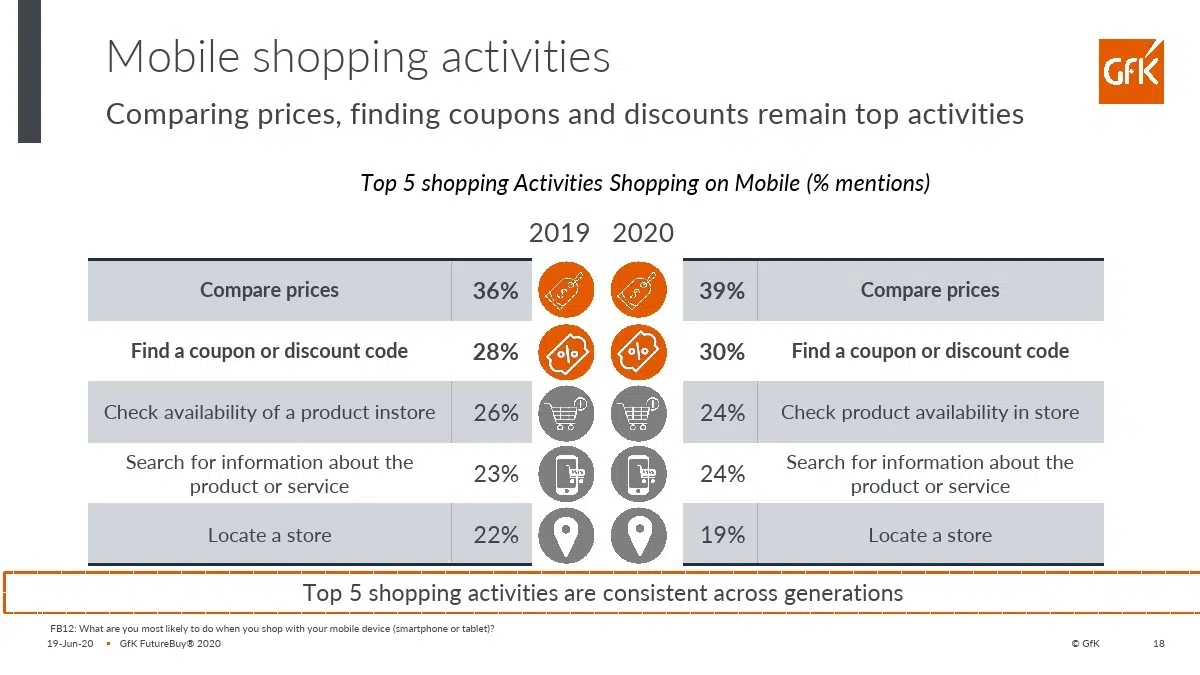 Mobile shopping activities
GfK
Comparing prices, finding coupons and discounts remain top activities
Top 5 shopping Activities Shopping on Mobile (% mentions)
2019 2020
Compare prices 36% 39% Compare prices
Find a coupon or discount code 28% 30% Find a coupon or discount code
Check availability of a product instore 26% 24% Check product availability in store
Search for information about the
product or service 23% 24% Search for information about the
product or service
Locate a store 22% 19% Locate a store
Top 5 shopping activities are consistent across generations
FB12: What are you most likely to do when you shop with your mobile device (smartphone or tablet)?
19-Jun-20 ▪ GfK FutureBuy® 2020 © GfK 18